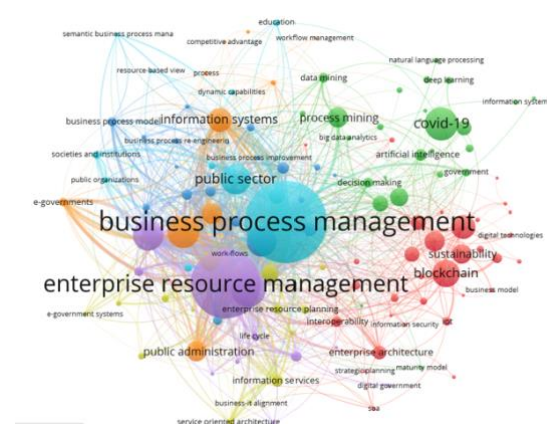 education
semantic business process mana
competitive advantage
workflow management
natural language processing
resource-based view
process
data mining
deep learning
dynamic capabilities
information system
business process model
information systems
process mining
covid-19
big data analytics
business process re-engineerin
societies and institutions
business process improvement
artificial intelligence
public organizations
public sector
decision making
government
e-governments
business process management
digital technologies
work-flows
sustainability
blockchain
enterprise resource management
business model
e-government systems
enterprise resource planning
interoperability
information security
iot
life cycle
public administration
enterprise architecture
strategic planning
maturity model
information services
digital government
business-it alignment
soa
service oriented architecture